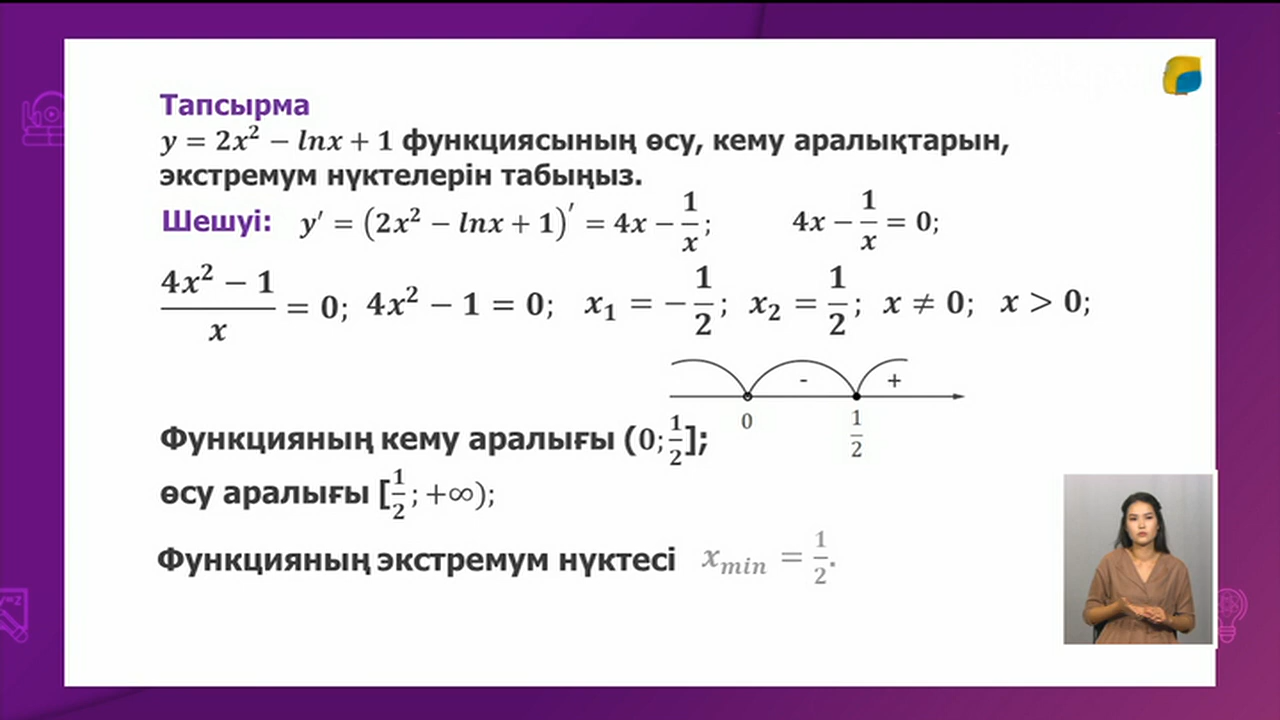 Тапсырма
y = 2x² − lnx + 1 функциясының өсу, кему аралықтарын,
экстремум нүктелерін табыңыз.
Шешуі: y′ = (2x² − lnx + 1)′ = 4x − 1/x; 4x − 1/x = 0;
(4x² − 1)/x = 0; 4x² − 1 = 0; x₁ = −1/2; x₂ = 1/2; x ≠ 0; x > 0;
- +
0 1/2
Функцияның кему аралығы (0; 1/2];
өсу аралығы [1/2; +∞);
Функцияның экстремум нүктесі x_min = 1/2.